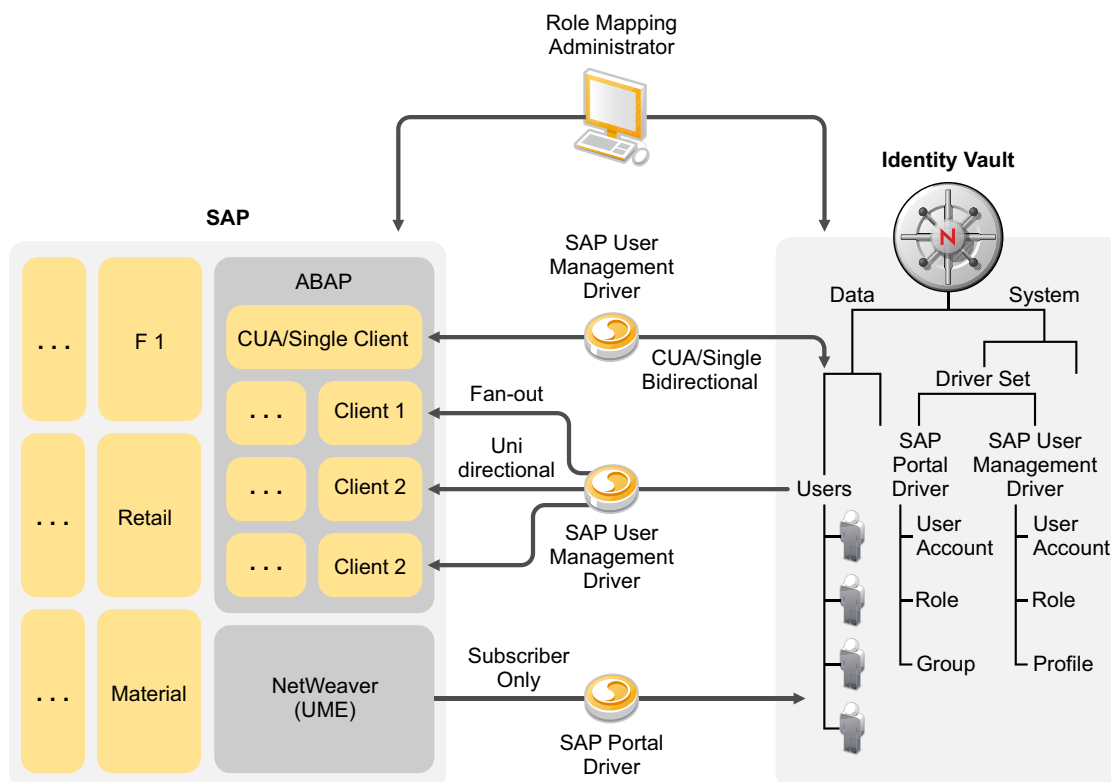 Role Mapping
Administrator
Identity Vault
N
SAP
SAP User
Management
Driver
Data
System
ABAP
. . .
F 1
CUA/Single Client
CUA/Single
Bidirectional
Driver Set
Fan-out
. . .
Client 1
Uni
directional
SAP
Portal
Driver
SAP User
Management
Driver
. . .
Retail
. . .
Client 2
Users
SAP User
Management
Driver
User
Account
User
Account
. . .
Client 2
Role
Role
Subscriber
Only
Group
Profile
. . .
Material
NetWeaver
(UME)
SAP Portal
Driver